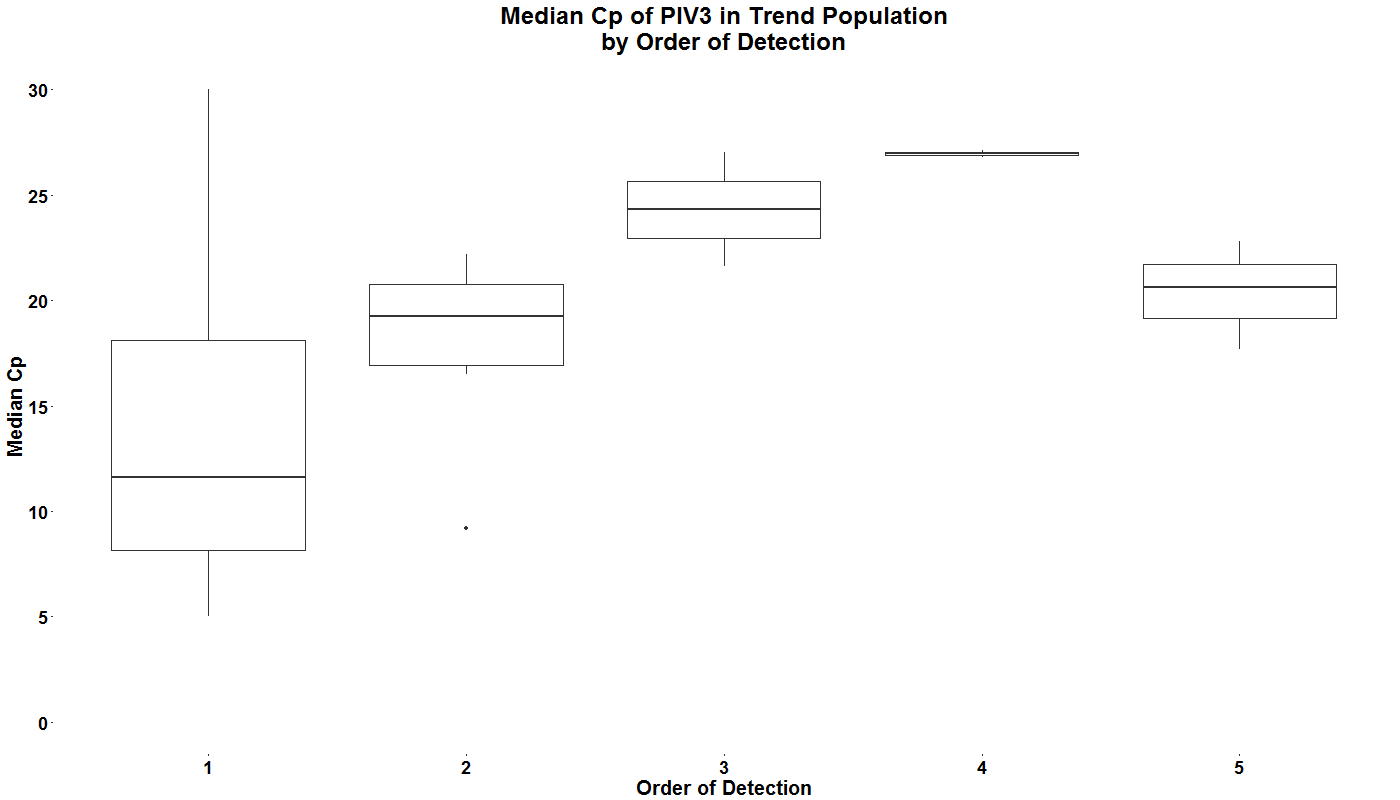 Median Cp of PIV3 in Trend Population
by Order of Detection
30
25
20
15
10
5
0
Median Cp
1 2 3 4 5
Order of Detection